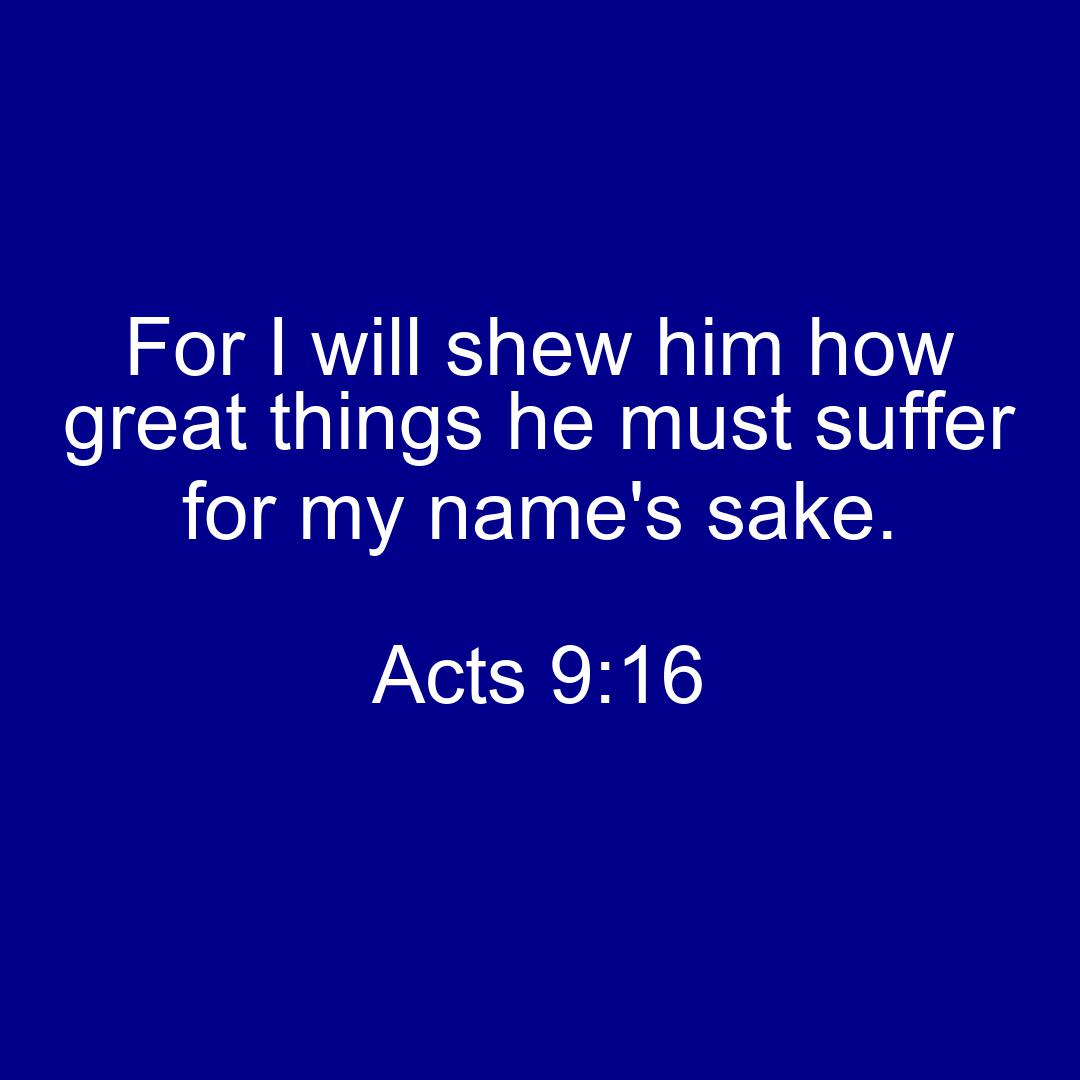 For I will shew him how
great things he must suffer
for my name's sake.
Acts 9:16